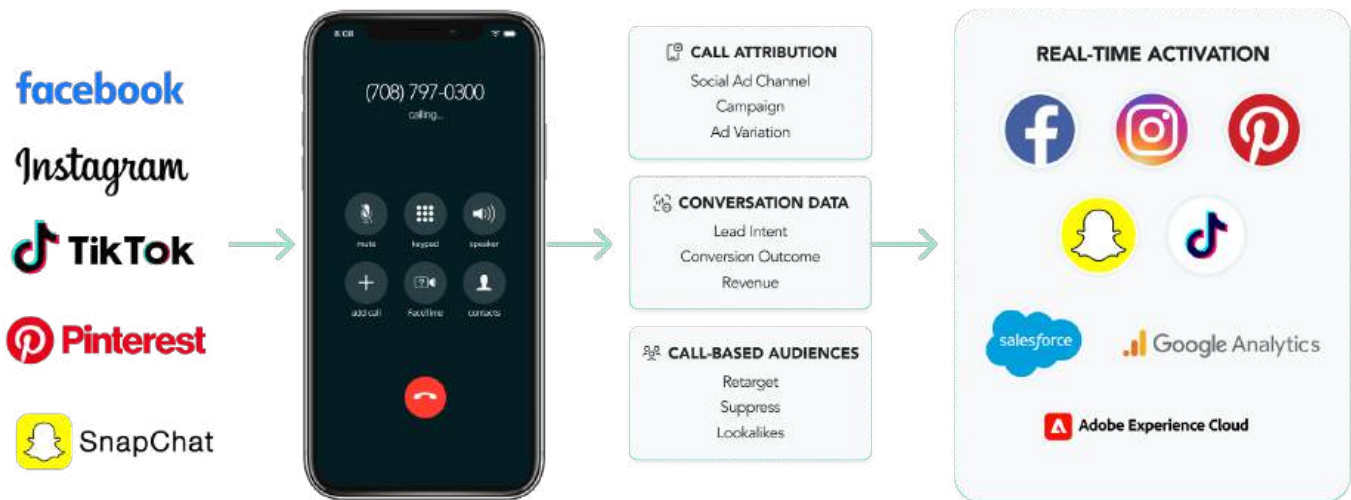 facebook
Instagram
TikTok
Pinterest
SnapChat
8:08
(708) 797-0300
calling...
mute
keypad
speaker
add call
FaceTime
contacts
CALL ATTRIBUTION
Social Ad Channel
Campaign
Ad Variation
CONVERSATION DATA
Lead Intent
Conversion Outcome
Revenue
CALL-BASED AUDIENCES
Retarget
Suppress
Lookalikes
REAL-TIME ACTIVATION
salesforce
Google Analytics
Adobe Experience Cloud